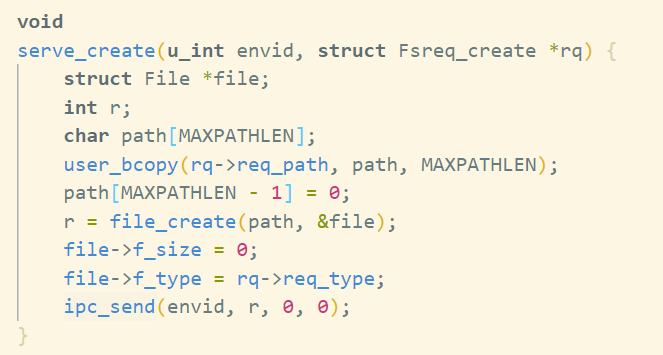 void
serve_create(u_int envid, struct Fsreq_create *rq) {
    struct File *file;
    int r;
    char path[MAXPATHLEN];
    user_bcopy(rq->req_path, path, MAXPATHLEN);
    path[MAXPATHLEN - 1] = 0;
    r = file_create(path, &file);
    file->f_size = 0;
    file->f_type = rq->req_type;
    ipc_send(envid, r, 0, 0);
}